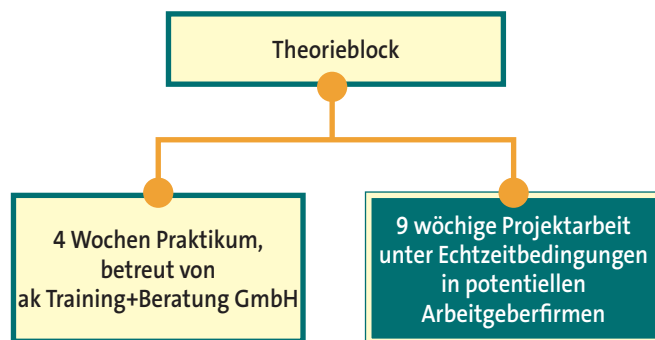 Theorieblock
4 Wochen Praktikum,
betreut von
ak Training+Beratung GmbH
9 wöchige Projektarbeit
unter Echtzeitbedingungen
in potentiellen
Arbeitgeberfirmen